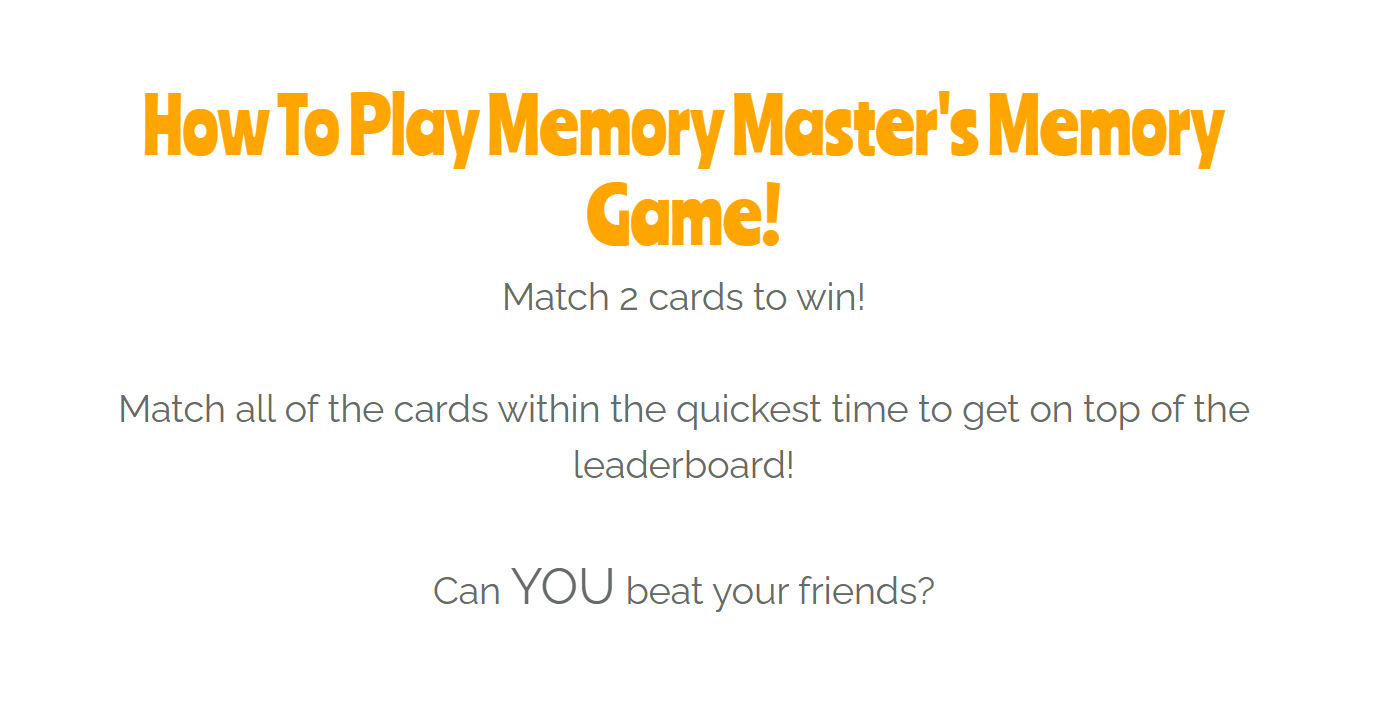 How To Play Memory Master's Memory
Game!
Match 2 cards to win!
Match all of the cards within the quickest time to get on top of the
leaderboard!
Can YOU beat your friends?